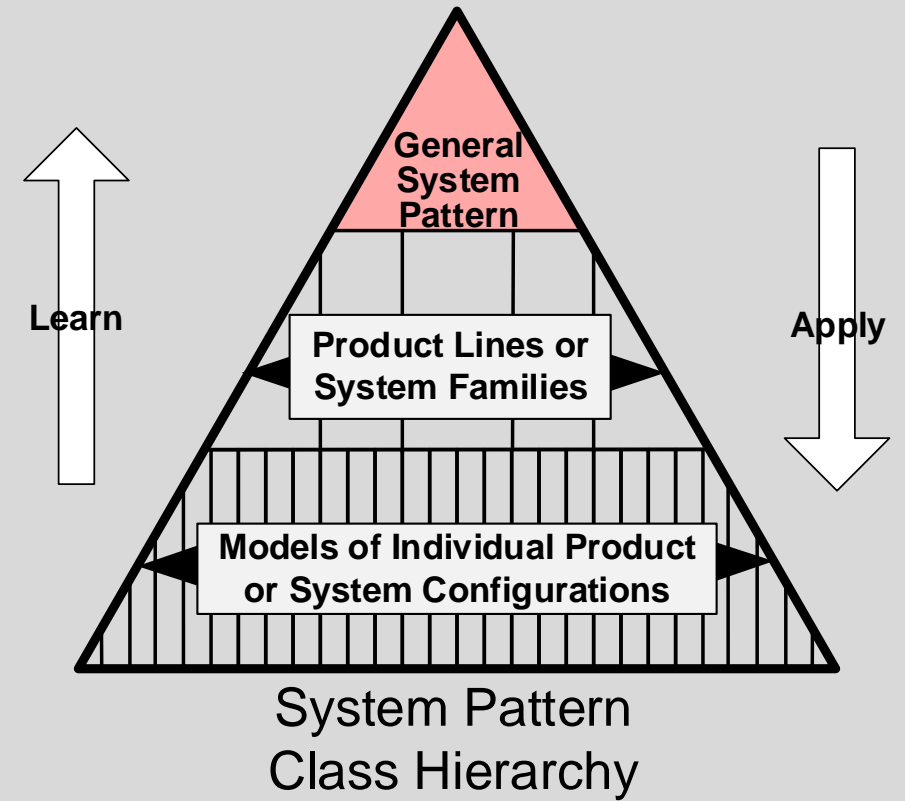 General
System
Pattern
Learn
Apply
Product Lines or
System Families
Models of Individual Product
or System Configurations
System Pattern
Class Hierarchy